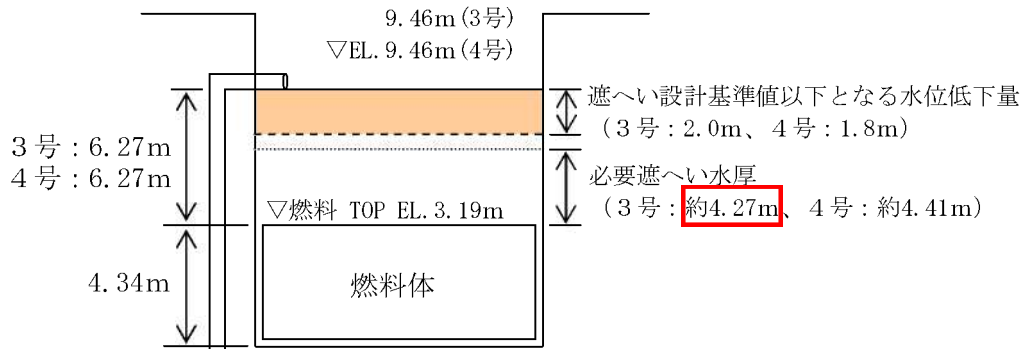 9.46m(3号)
▽EL.9.46m(4号)
遮へい設計基準値以下となる水位低下量
(3号:2.0m、4号:1.8m)
3号:6.27m
4号:6.27m
必要遮へい水厚
(3号:約4.27m、4号:約4.41m)
▽燃料 TOP EL.3.19m
4.34m
燃料体